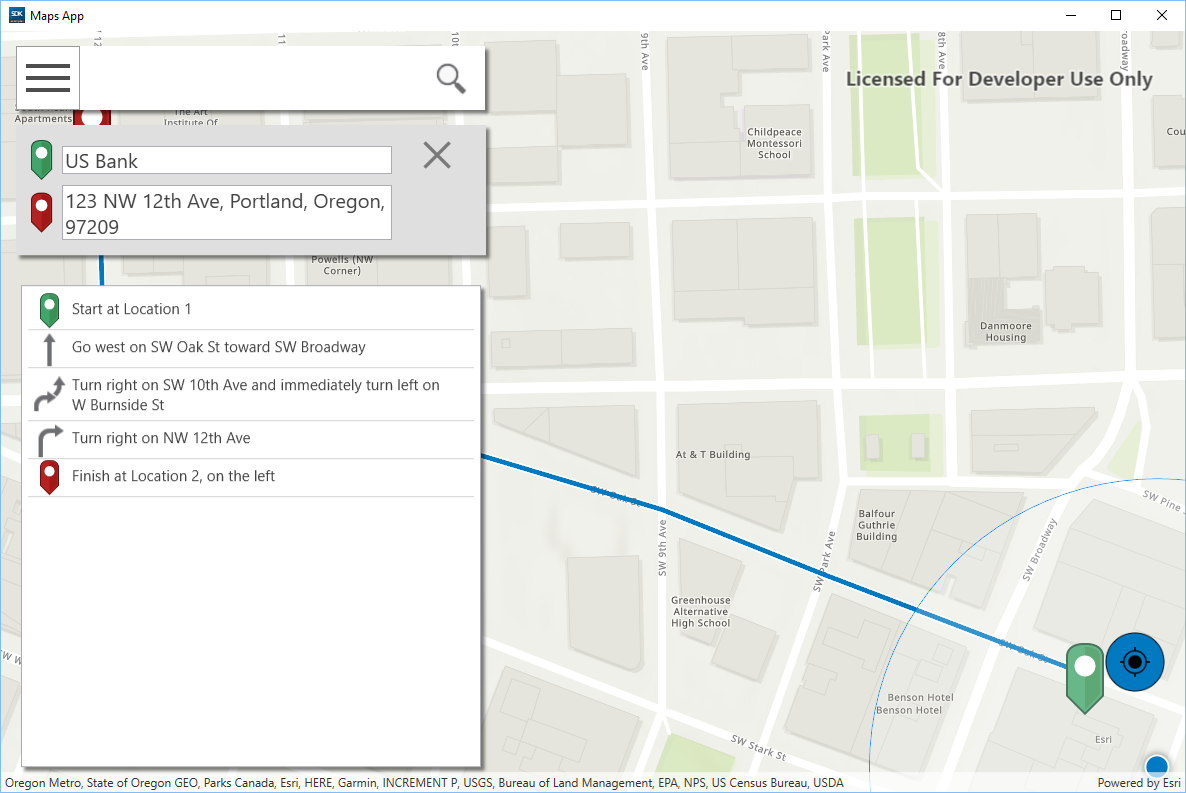 SDK
Maps App
12
11
10t
9th Ave
Park Ave
8th Ave
Broadway
Licensed For Developer Use Only
Apartments
The Art
Institute Of
Childpeace
Montessori
School
Cou
US Bank
123 NW 12th Ave, Portland, Oregon,
97209
Powells (NW
Corner)
Start at Location 1
Go west on SW Oak St toward SW Broadway
Turn right on SW 10th Ave and immediately turn left on
W Burnside St
Turn right on NW 12th Ave
Finish at Location 2, on the left
Danmoore
Housing
At & T Building
SW Oak St
SW Pine
Balfour
Guthrie
Building
SW 9th Ave
SW Park Ave
SW Broadway
Greenhouse
Alternative
High School
SW Oak St
SW W
Benson Hotel
Benson Hotel
SW Stark St
Esri
Oregon Metro, State of Oregon GEO, Parks Canada, Esri, HERE, Garmin, INCREMENT P, USGS, Bureau of Land Management, EPA, NPS, US Census Bureau, USDA
Powered by Esri